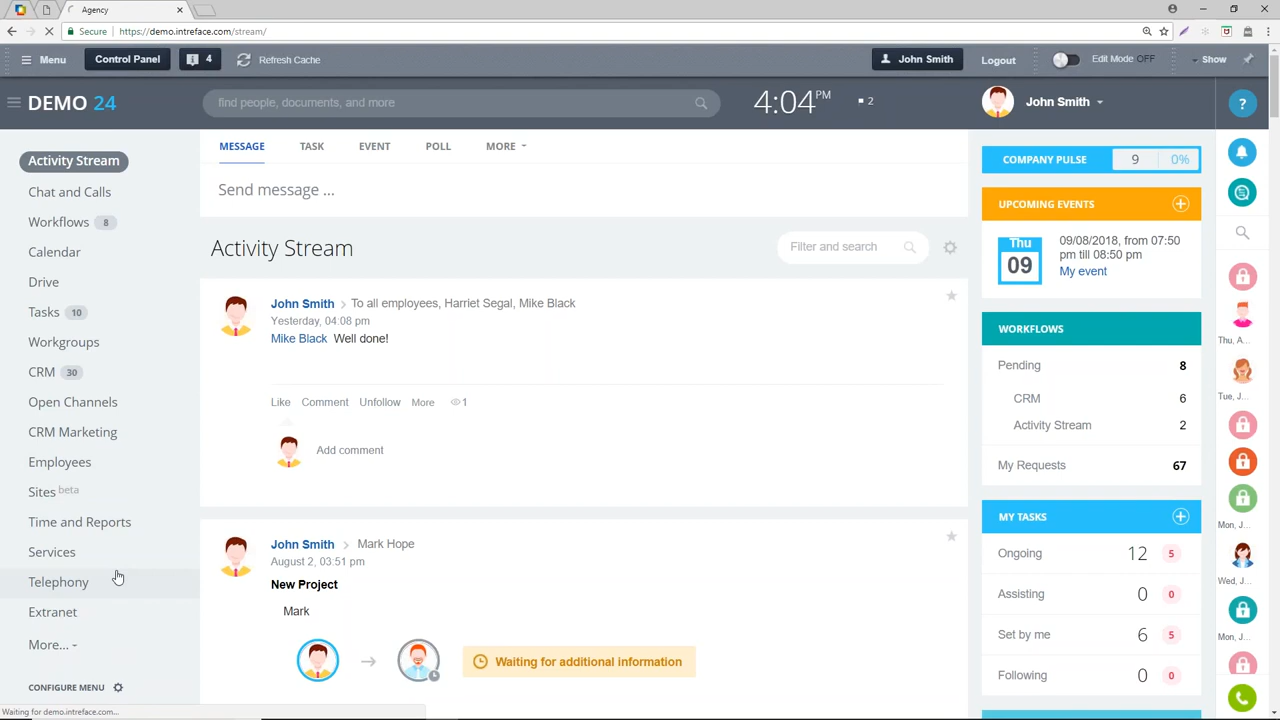 Agency
Secure https://demo.intreface.com/stream/
Menu Control Panel 4 Refresh Cache John Smith Logout Edit Mode OFF Show
DEMO 24 find people, documents, and more 4:04 PM 2 John Smith ?
Activity Stream
Chat and Calls
Workflows 8
Calendar
Drive
Tasks 10
Workgroups
CRM 30
Open Channels
CRM Marketing
Employees
Sites beta
Time and Reports
Services
Telephony
Extranet
More...
CONFIGURE MENU
Waiting for demo.intreface.com...
MESSAGE TASK EVENT POLL MORE
Send message ...
Activity Stream Filter and search
John Smith To all employees, Harriet Segal, Mike Black
Yesterday, 04:08 pm
Mike Black Well done!
Like Comment Unfollow More 1
Add comment
John Smith Mark Hope
August 2, 03:51 pm
New Project
Mark
Waiting for additional information
COMPANY PULSE 9 0%
UPCOMING EVENTS
Thu
09
09/08/2018, from 07:50
pm till 08:50 pm
My event
WORKFLOWS
Pending 8
CRM 6
Activity Stream 2
My Requests 67
MY TASKS
Ongoing 12 5
Assisting 0 0
Set by me 6 5
Following 0 0
Thu, A...
Tue, J...
Mon, J...
Wed, J...
Mon, J...